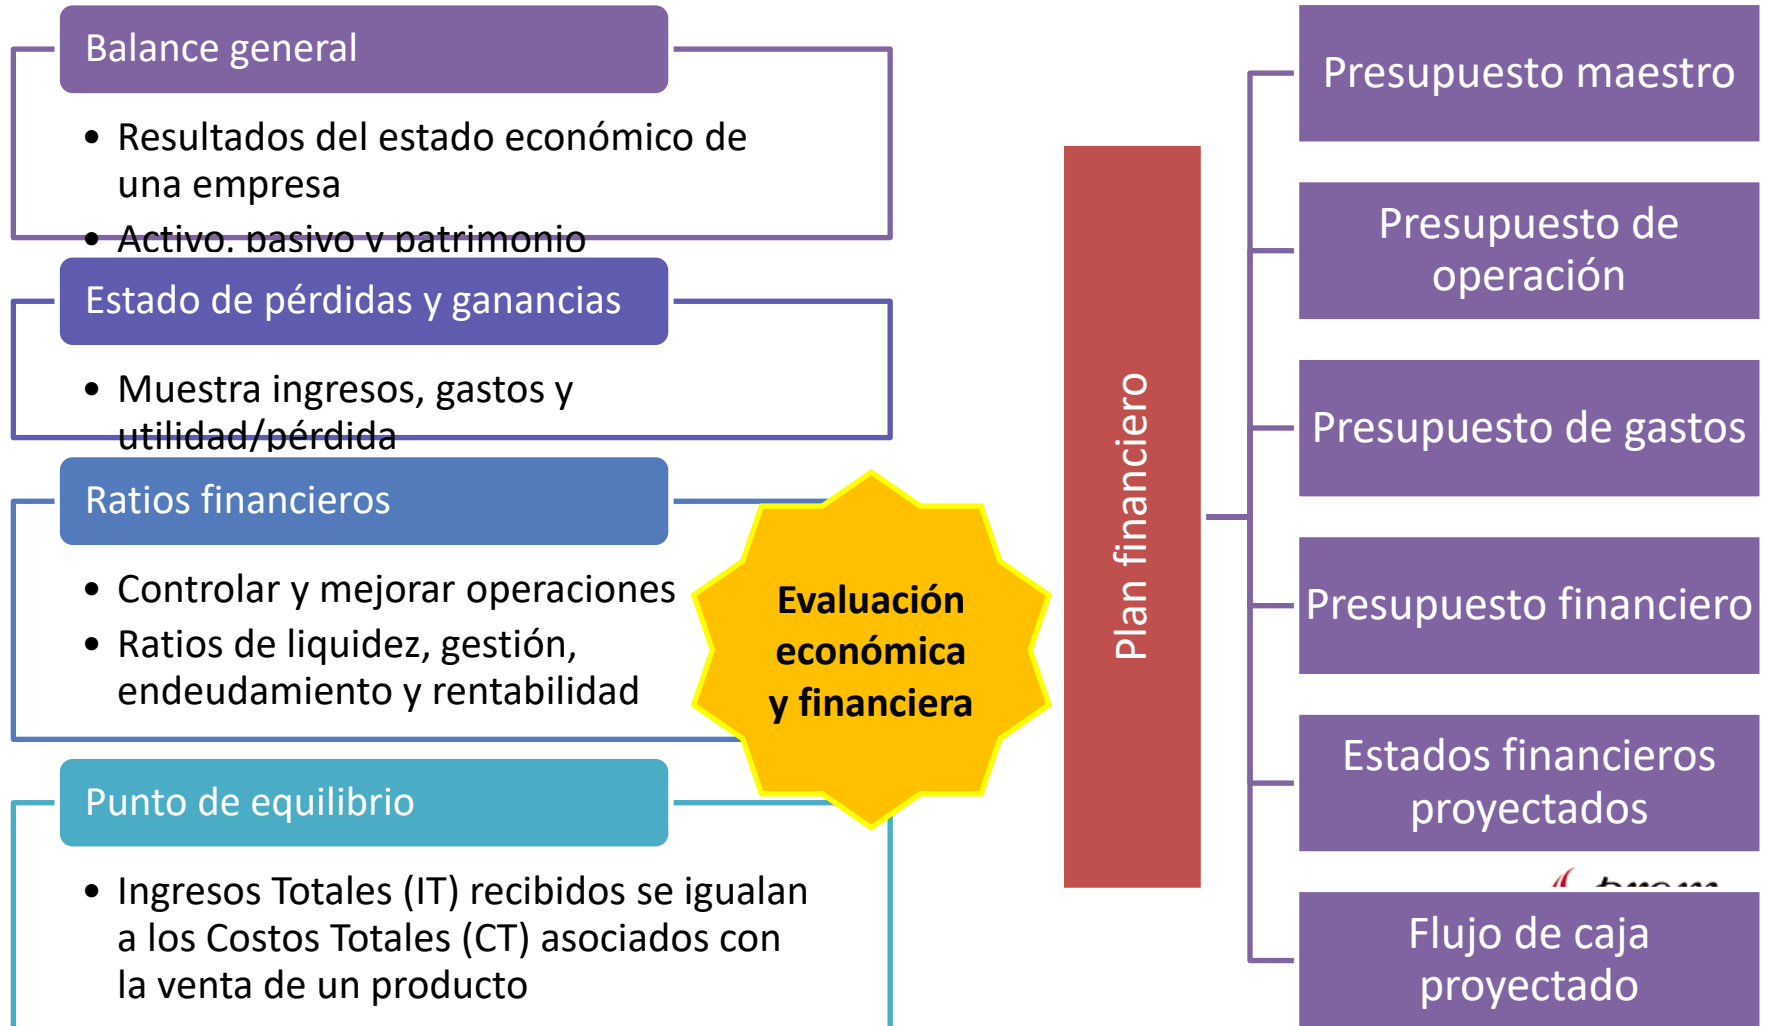 Balance general
• Resultados del estado económico de
una empresa
• Activo, pasivo y patrimonio
Estado de pérdidas y ganancias
• Muestra ingresos, gastos y
utilidad/pérdida
Ratios financieros
• Controlar y mejorar operaciones
• Ratios de liquidez, gestión,
endeudamiento y rentabilidad
Punto de equilibrio
• Ingresos Totales (IT) recibidos se igualan
a los Costos Totales (CT) asociados con
la venta de un producto
Evaluación
económica
y financiera
Plan financiero
Presupuesto maestro
Presupuesto de
operación
Presupuesto de gastos
Presupuesto financiero
Estados financieros
proyectados
Flujo de caja
proyectado